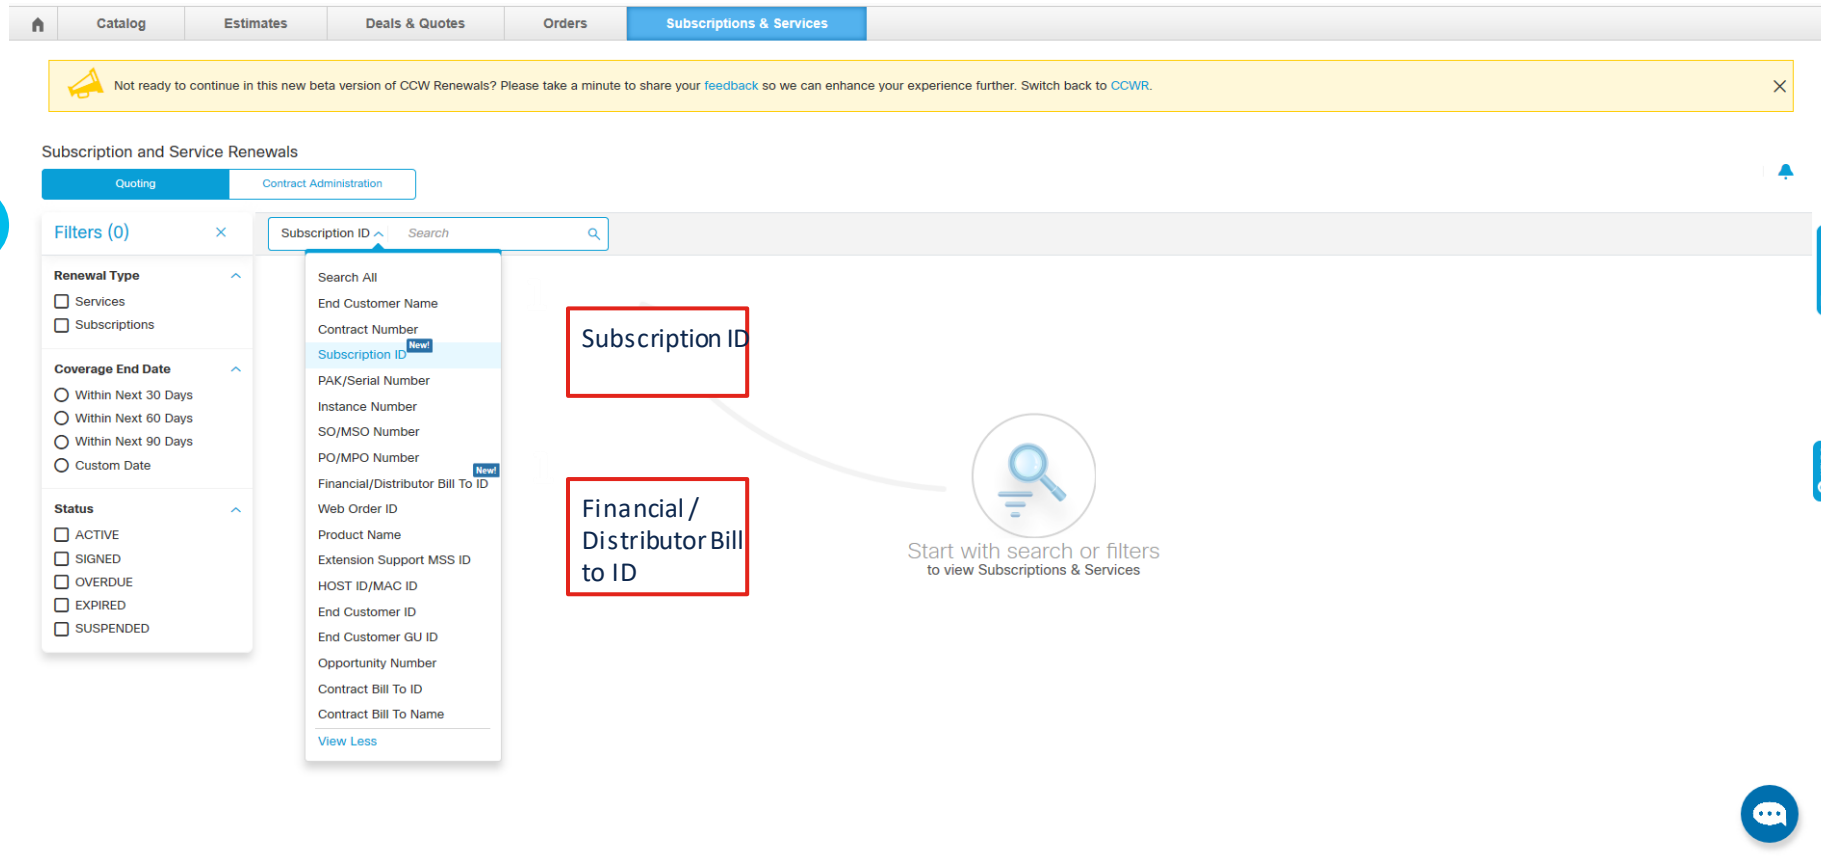 Catalog
Estimates
Deals & Quotes
Orders
Subscriptions & Services
Not ready to continue in this new beta version of CCW Renewals? Please take a minute to share your feedback so we can enhance your experience further. Switch back to CCWR.
Subscription and Service Renewals
Quoting
Contract Administration
Filters (0)
Renewal Type
Services
Subscriptions
Coverage End Date
Within Next 30 Days
Within Next 60 Days
Within Next 90 Days
Custom Date
Status
ACTIVE
SIGNED
OVERDUE
EXPIRED
SUSPENDED
Subscription ID
Search
Search All
End Customer Name
Contract Number
Subscription ID New!
PAK/Serial Number
Instance Number
SO/MSO Number
PO/MPO Number
Financial/Distributor Bill To ID New!
Web Order ID
Product Name
Extension Support MSS ID
HOST ID/MAC ID
End Customer ID
End Customer GU ID
Opportunity Number
Contract Bill To ID
Contract Bill To Name
View Less
Subscription ID
Financial /
Distributor Bill
to ID
Start with search or filters
to view Subscriptions & Services